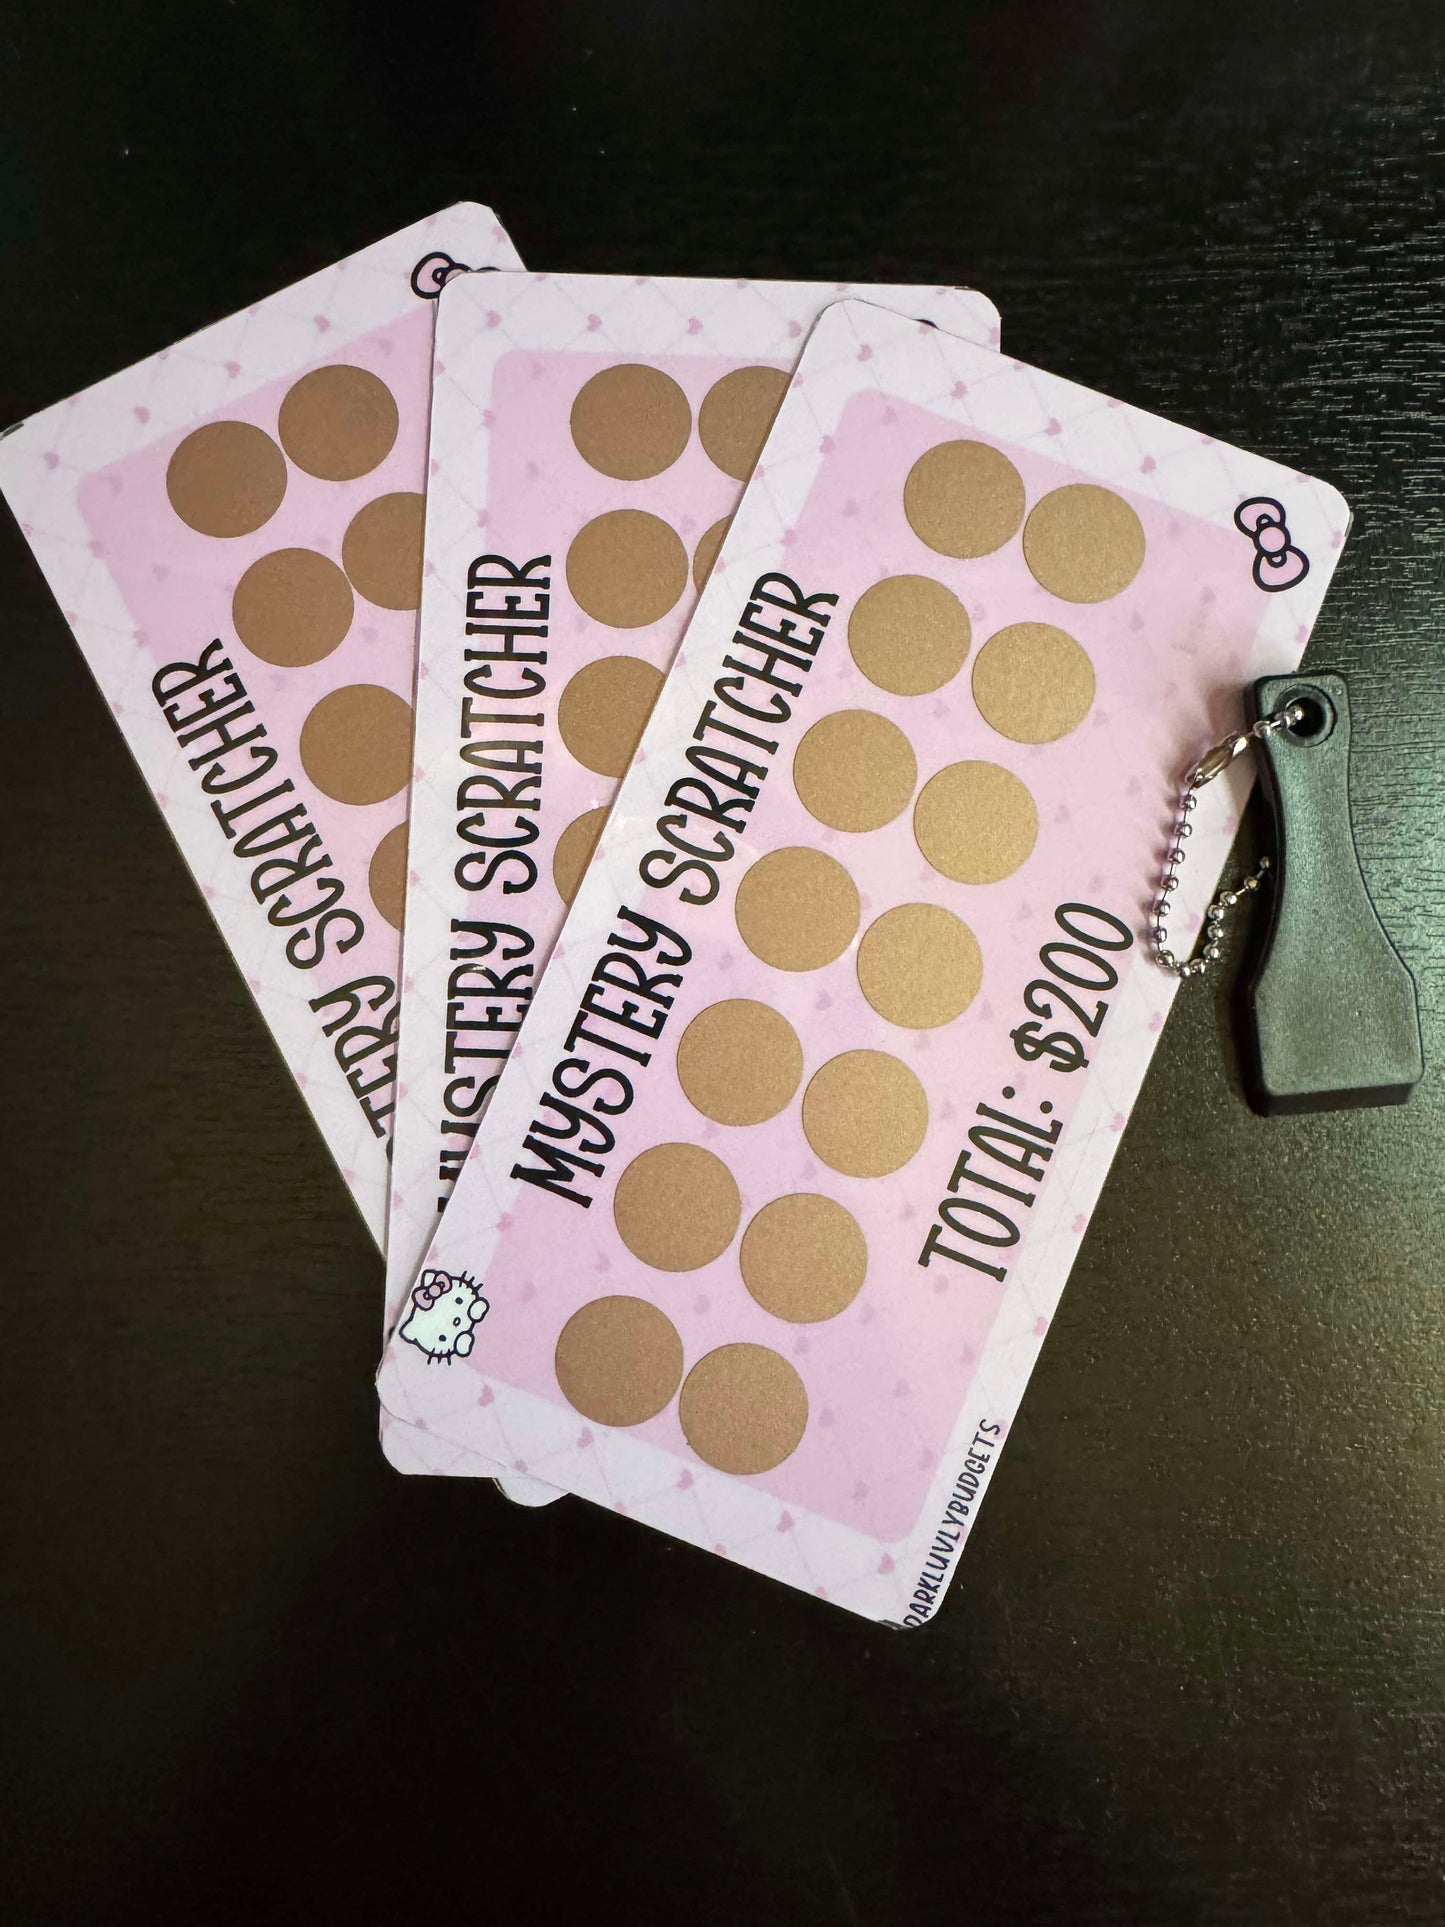 TERY SCRATCHER
MYSTERY SCRATCHER
MYSTERY SCRATCHER
TOTAL: $200
DARKLUVLYBUDGETS